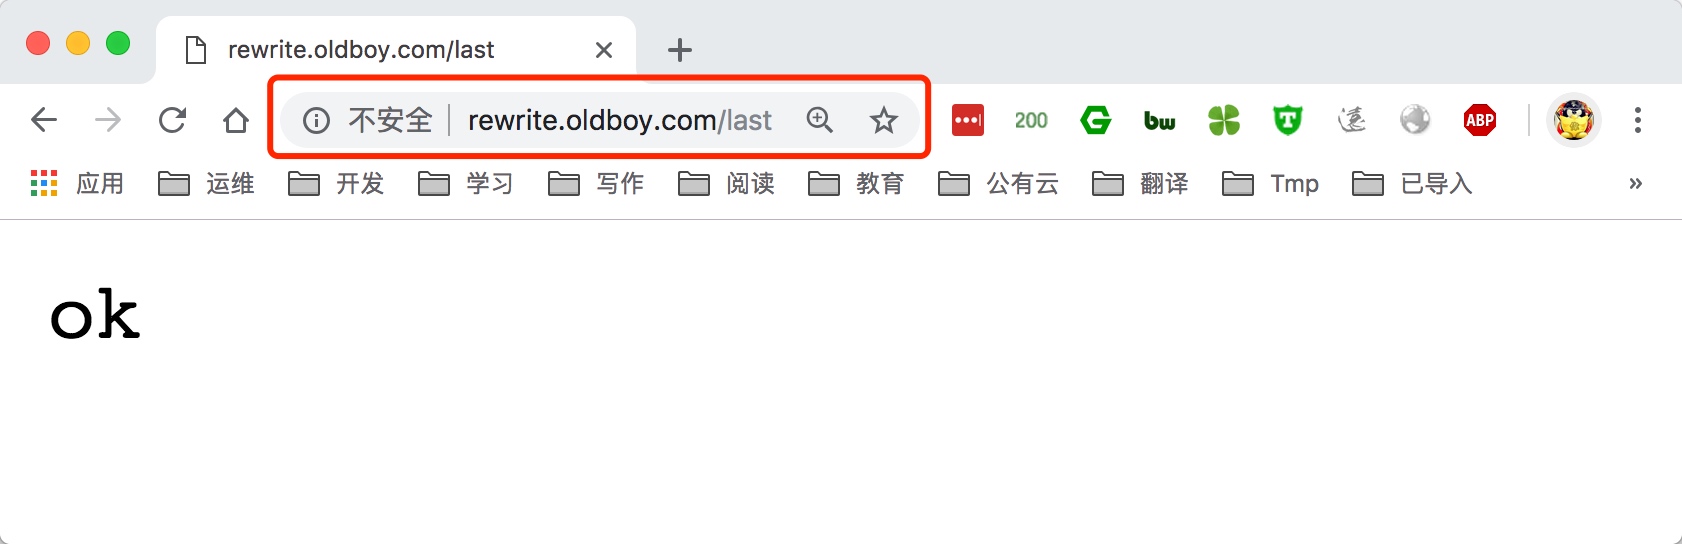 rewrite.oldboy.com/last
不安全 rewrite.oldboy.com/last 200 G bw T 遠 ABP
应用 运维 开发 学习 写作 阅读 教育 公有云 翻译 Tmp 已导入 »
ok